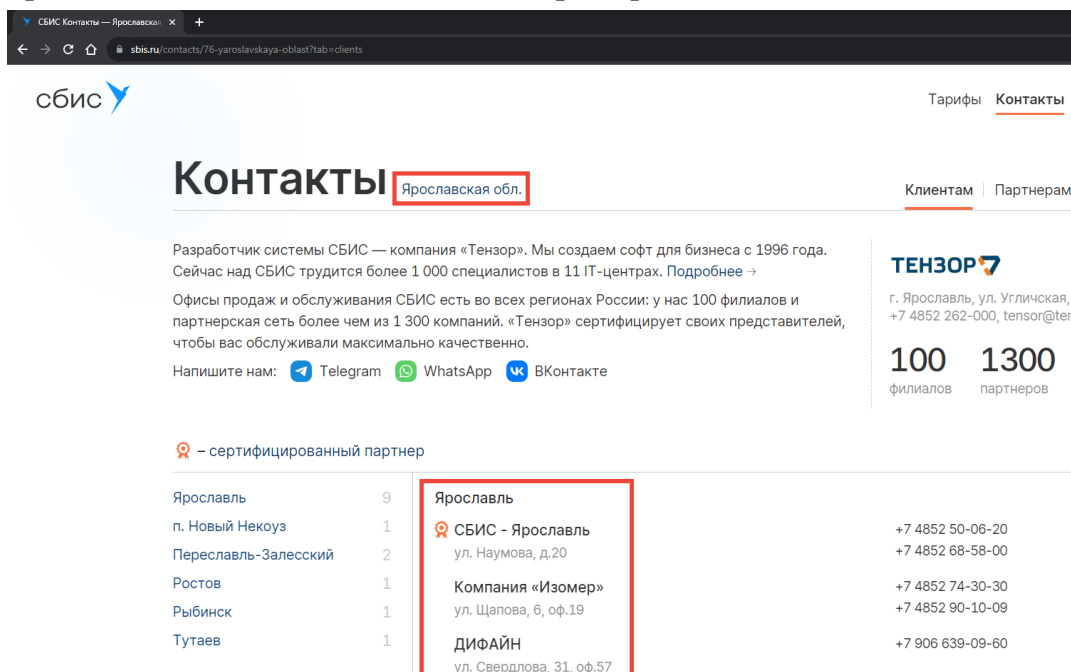 СБИС Контакты — Ярославская
sbis.ru/contacts/76-yaroslavskaya-oblast?tab=clients
сбис
Тарифы Контакты
Контакты Ярославская обл.
Клиентам Партнерам
Разработчик системы СБИС — компания «Тензор». Мы создаем софт для бизнеса с 1996 года.
Сейчас над СБИС трудится более 1 000 специалистов в 11 IT-центрах. Подробнее →
Офисы продаж и обслуживания СБИС есть во всех регионах России: у нас 100 филиалов и
партнерская сеть более чем из 1 300 компаний. «Тензор» сертифицирует своих представителей,
чтобы вас обслуживали максимально качественно.
Напишите нам: Telegram WhatsApp ВКонтакте
ТЕНЗОР
г. Ярославль, ул. Угличская,
+7 4852 262-000, tensor@ter
100 1300
филиалов партнеров
– сертифицированный партнер
Ярославль 9
п. Новый Некоуз 1
Переславль-Залесский 2
Ростов 1
Рыбинск 1
Тутаев 1
Ярославль
СБИС - Ярославль +7 4852 50-06-20
ул. Наумова, д.20 +7 4852 68-58-00
Компания «Изомер» +7 4852 74-30-30
ул. Щапова, 6, оф.19 +7 4852 90-10-09
ДИФАЙН +7 906 639-09-60
ул. Свердлова, 31, оф.57